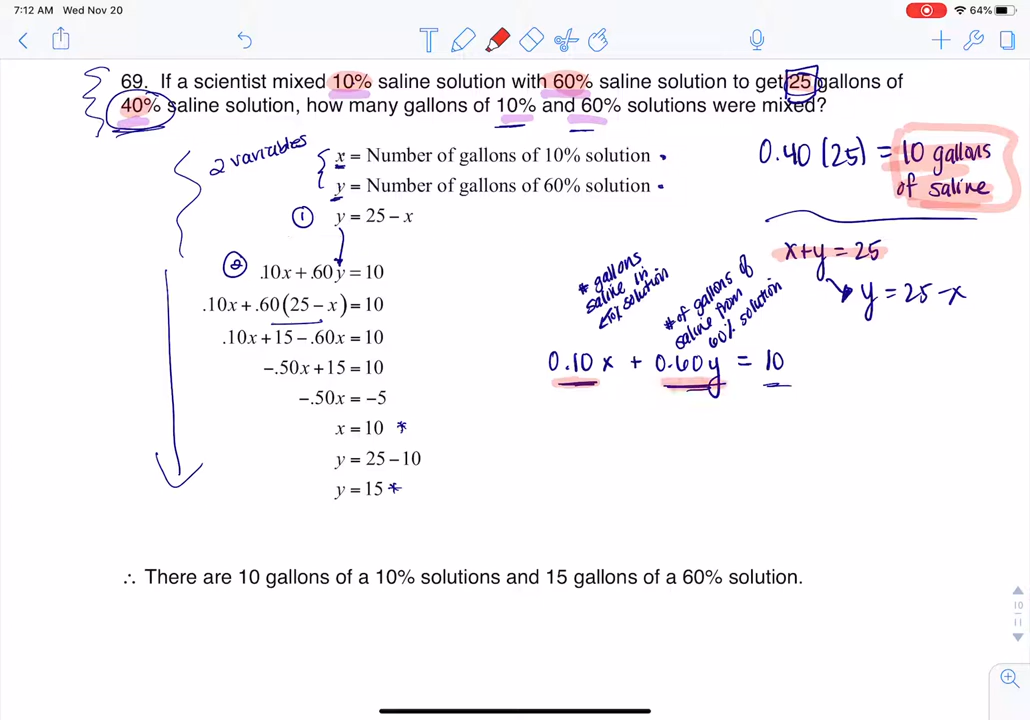 7:12 AM Wed Nov 20
64%
T
69. If a scientist mixed 10% saline solution with 60% saline solution to get 25 gallons of
40% saline solution, how many gallons of 10% and 60% solutions were mixed?
2 variables
x = Number of gallons of 10% solution
y = Number of gallons of 60% solution
① y = 25 − x
② .10x + .60y = 10
.10x + .60(25 − x) = 10
.10x + 15 − .60x = 10
−.50x + 15 = 10
−.50x = −5
x = 10 *
y = 25 − 10
y = 15 *
0.40 (25) = 10 gallons
of saline
x + y = 25
y = 25 − x
# gallons
saline in
10% solution
# of gallons of
saline from
60% solution
0.10 x + 0.60y = 10
∴ There are 10 gallons of a 10% solutions and 15 gallons of a 60% solution.
10
11